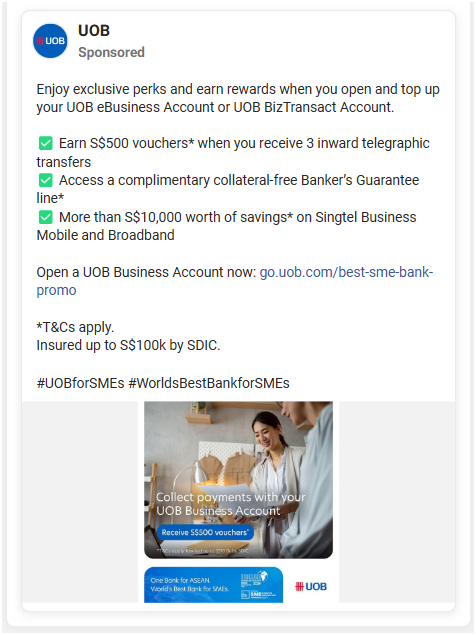 UOB
UOB
Sponsored
Enjoy exclusive perks and earn rewards when you open and top up
your UOB eBusiness Account or UOB BizTransact Account.
✅ Earn S$500 vouchers* when you receive 3 inward telegraphic
transfers
✅ Access a complimentary collateral-free Banker's Guarantee
line*
✅ More than S$10,000 worth of savings* on Singtel Business
Mobile and Broadband
Open a UOB Business Account now: go.uob.com/best-sme-bank-
promo
*T&Cs apply.
Insured up to S$100k by SDIC.
#UOBforSMEs #WorldsBestBankforSMEs
Collect payments with your
UOB Business Account
Receive S$500 vouchers*
One Bank for ASEAN.
World's Best Bank for SMEs.
UOB